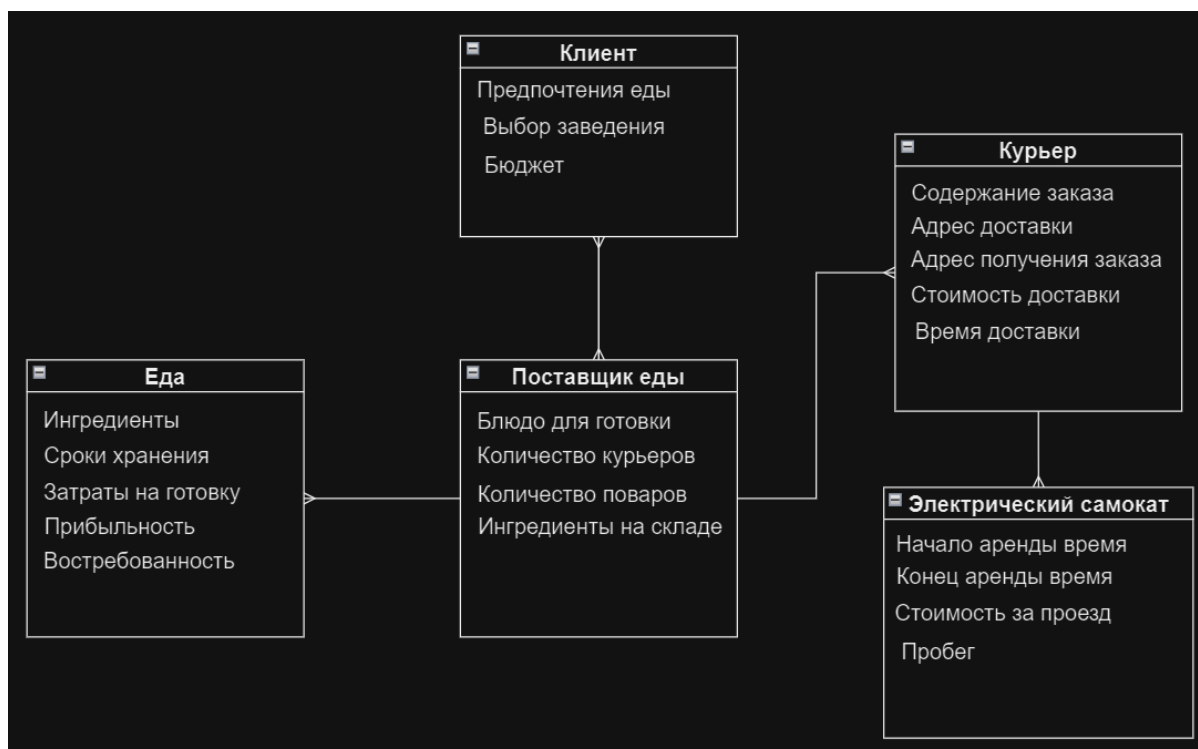 Клиент
Предпочтения еды
Выбор заведения
Бюджет
Курьер
Содержание заказа
Адрес доставки
Адрес получения заказа
Стоимость доставки
Время доставки
Еда
Ингредиенты
Сроки хранения
Затраты на готовку
Прибыльность
Востребованность
Поставщик еды
Блюдо для готовки
Количество курьеров
Количество поваров
Ингредиенты на складе
Электрический самокат
Начало аренды время
Конец аренды время
Стоимость за проезд
Пробег